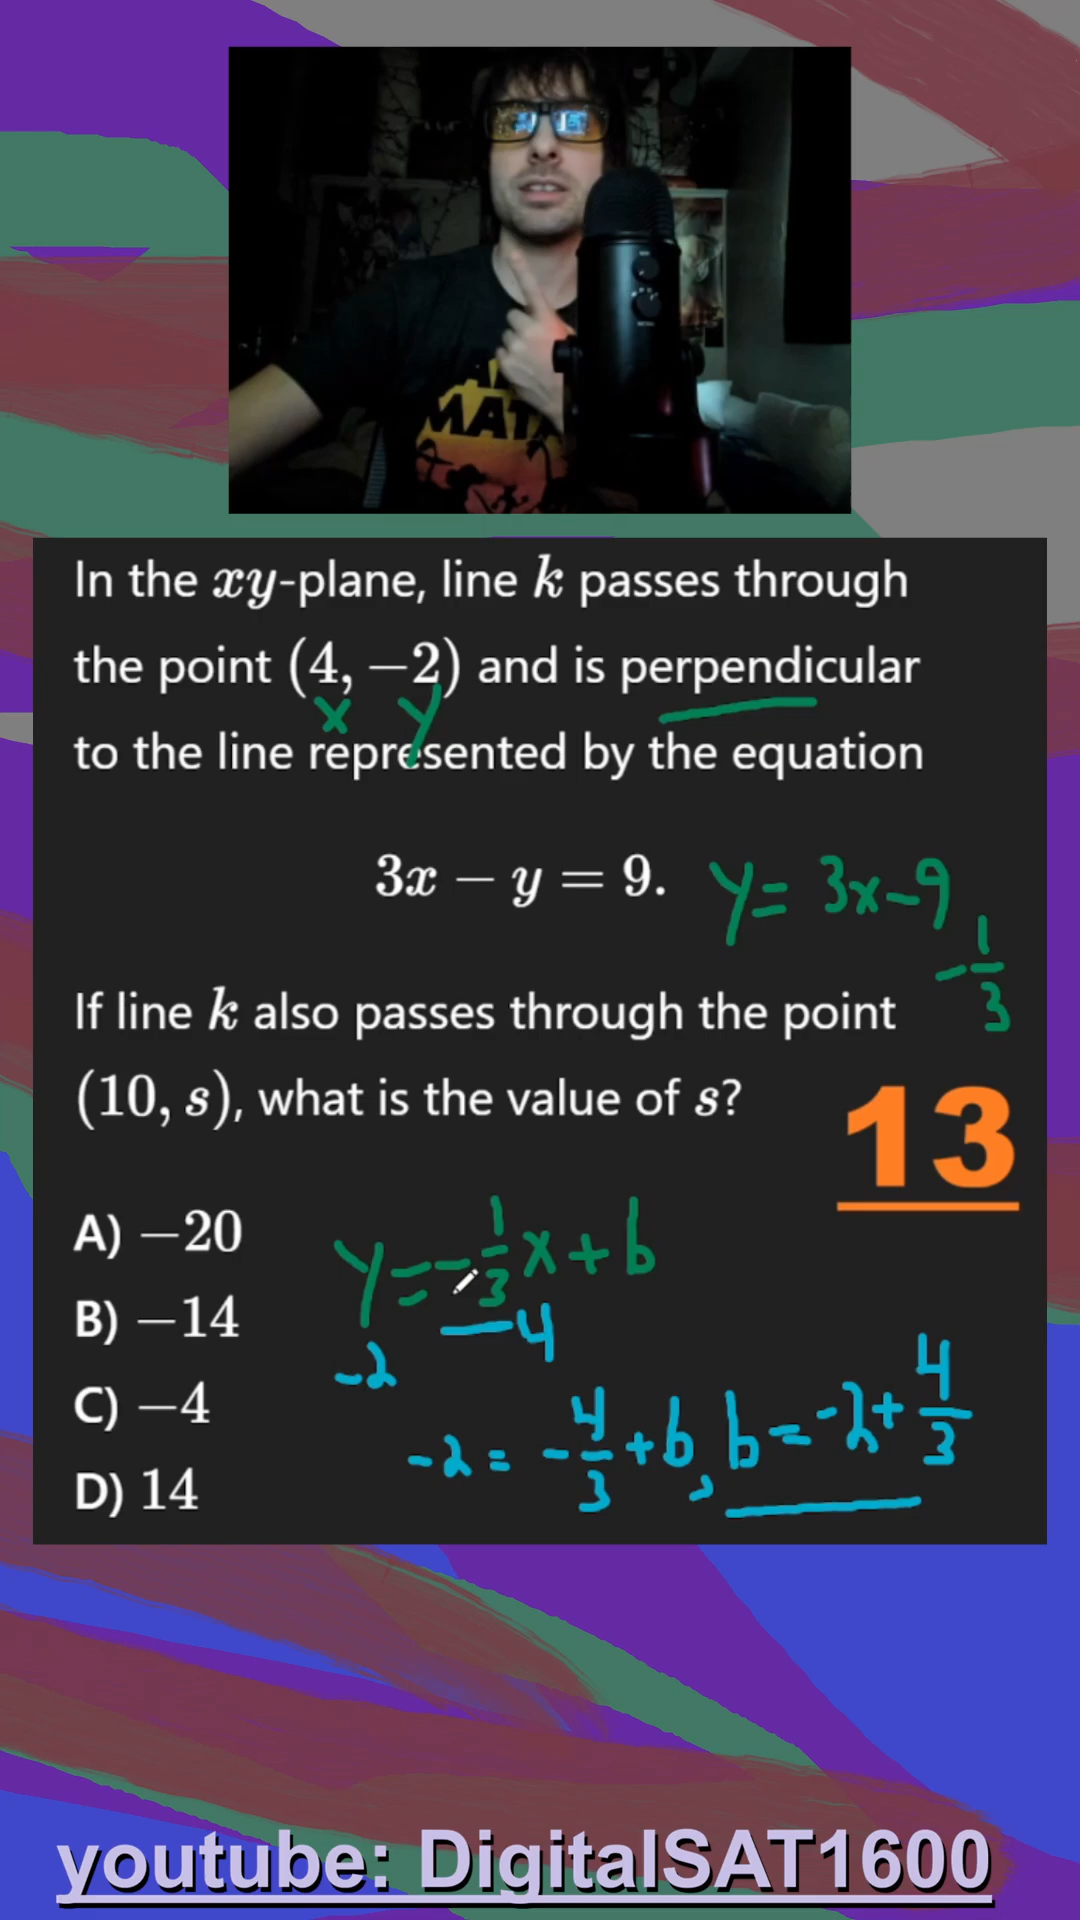 MAT
In the xy-plane, line k passes through
the point (4, −2) and is perpendicular
x y
to the line represented by the equation
3x − y = 9. y = 3x - 9
-1/3
If line k also passes through the point
(10, s), what is the value of s?
13
A) −20
y = -1/3 x + b
B) −14
-4
-2
C) −4
-2 = -4/3 + b, b = -2 + 4/3
D) 14
youtube: DigitalSAT1600